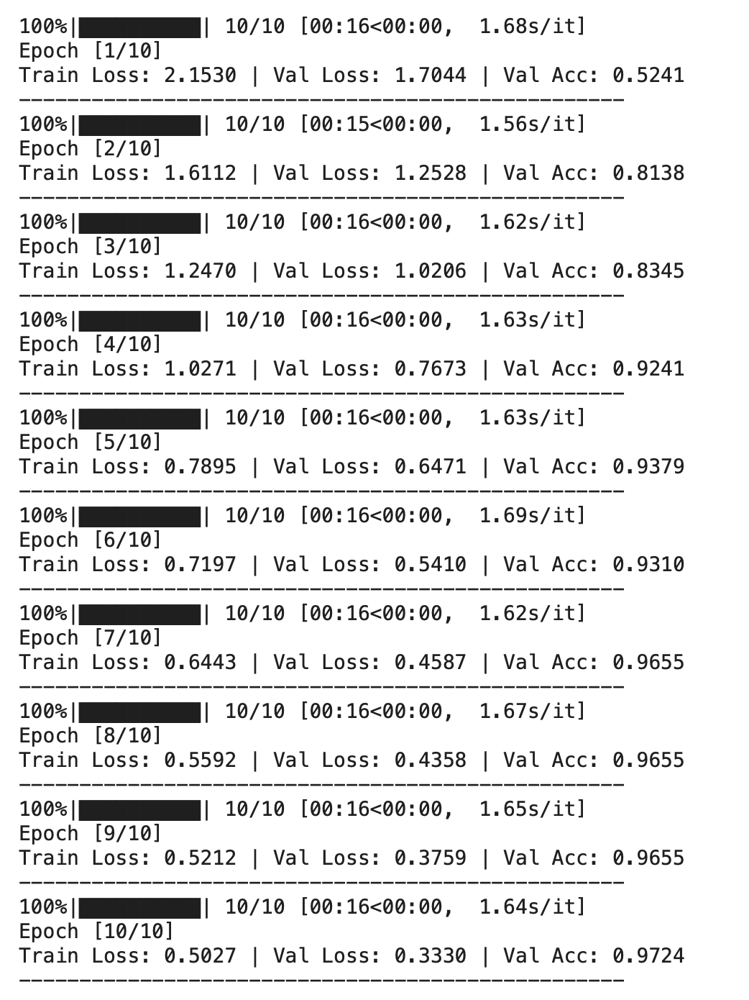 100%|██████████| 10/10 [00:16<00:00,  1.68s/it]
Epoch [1/10]
Train Loss: 2.1530 | Val Loss: 1.7044 | Val Acc: 0.5241
--------------------------------------------------
100%|██████████| 10/10 [00:15<00:00,  1.56s/it]
Epoch [2/10]
Train Loss: 1.6112 | Val Loss: 1.2528 | Val Acc: 0.8138
--------------------------------------------------
100%|██████████| 10/10 [00:16<00:00,  1.62s/it]
Epoch [3/10]
Train Loss: 1.2470 | Val Loss: 1.0206 | Val Acc: 0.8345
--------------------------------------------------
100%|██████████| 10/10 [00:16<00:00,  1.63s/it]
Epoch [4/10]
Train Loss: 1.0271 | Val Loss: 0.7673 | Val Acc: 0.9241
--------------------------------------------------
100%|██████████| 10/10 [00:16<00:00,  1.63s/it]
Epoch [5/10]
Train Loss: 0.7895 | Val Loss: 0.6471 | Val Acc: 0.9379
--------------------------------------------------
100%|██████████| 10/10 [00:16<00:00,  1.69s/it]
Epoch [6/10]
Train Loss: 0.7197 | Val Loss: 0.5410 | Val Acc: 0.9310
--------------------------------------------------
100%|██████████| 10/10 [00:16<00:00,  1.62s/it]
Epoch [7/10]
Train Loss: 0.6443 | Val Loss: 0.4587 | Val Acc: 0.9655
--------------------------------------------------
100%|██████████| 10/10 [00:16<00:00,  1.67s/it]
Epoch [8/10]
Train Loss: 0.5592 | Val Loss: 0.4358 | Val Acc: 0.9655
--------------------------------------------------
100%|██████████| 10/10 [00:16<00:00,  1.65s/it]
Epoch [9/10]
Train Loss: 0.5212 | Val Loss: 0.3759 | Val Acc: 0.9655
--------------------------------------------------
100%|██████████| 10/10 [00:16<00:00,  1.64s/it]
Epoch [10/10]
Train Loss: 0.5027 | Val Loss: 0.3330 | Val Acc: 0.9724
--------------------------------------------------